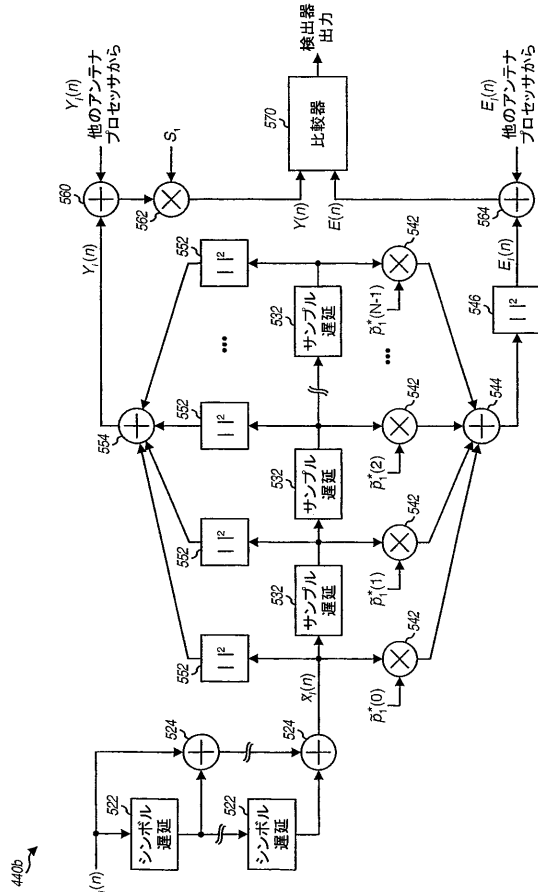 440b
522
シンボル
遅延
522
シンボル
遅延
524
524
x̃ᵢ(n)
552
| |²
552
| |²
552
| |²
552
| |²
554
532
サンプル
遅延
532
サンプル
遅延
532
サンプル
遅延
...
...
p̃₁*(0)
542
p̃₁*(1)
542
p̃₁*(2)
542
p̃₁*(N-1)
542
544
546
| |²
Yᵢ(n)
Eᵢ(n)
560
Yᵢ(n)
他のアンテナ
プロセッサから
562
S₁
Y(n)
E(n)
570
比較器
検出器
出力
564
Eᵢ(n)
他のアンテナ
プロセッサから